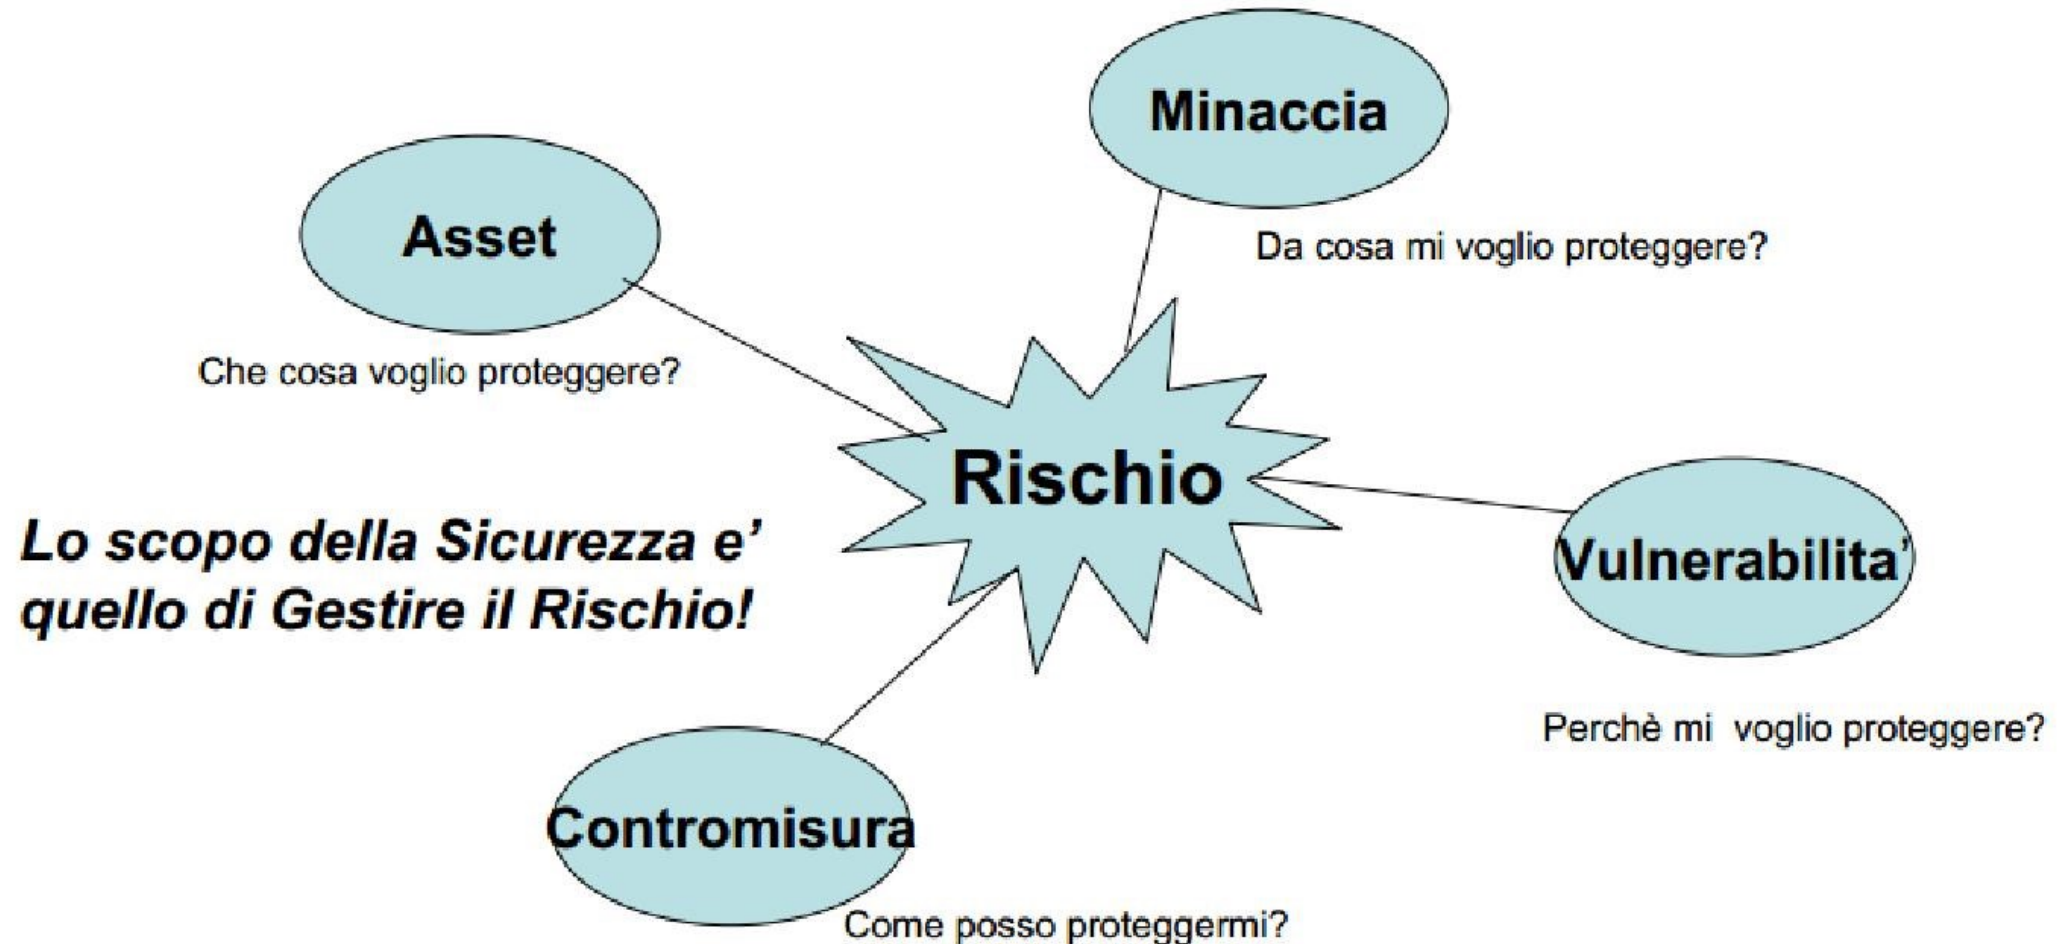 Minaccia
Da cosa mi voglio proteggere?
Asset
Che cosa voglio proteggere?
Rischio
Lo scopo della Sicurezza e’
quello di Gestire il Rischio!
Vulnerabilita’
Perchè mi  voglio proteggere?
Contromisura
Come posso proteggermi?